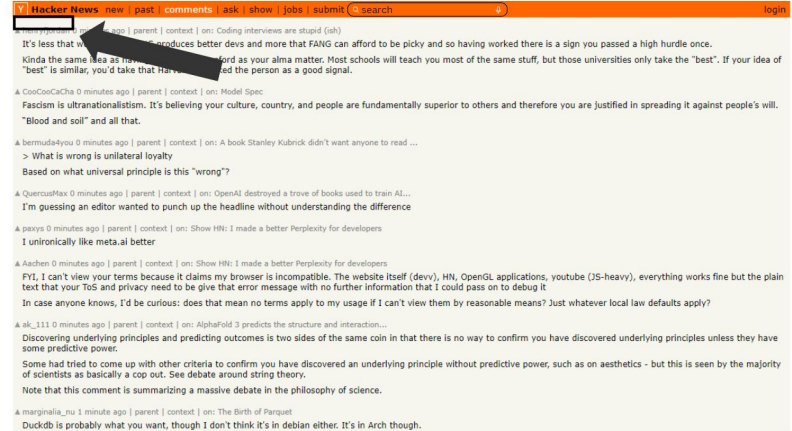 Y Hacker News new | past | comments | ask | show | jobs | submit search login
henryfjordan 0 minutes ago | parent | context | on: Coding interviews are stupid (ish)
It's less that produces better devs and more that FANG can afford to be picky and so having worked there is a sign you passed a high hurdle once.
Kinda the same idea as as your alma matter. Most schools will teach you most of the same stuff, but those universities only take the "best". If your idea of
"best" is similar, you'd take that the person as a good signal.
CooCooCaCha 0 minutes ago | parent | context | on: Model Spec
Fascism is ultranationalistism. It's believing your culture, country, and people are fundamentally superior to others and therefore you are justified in spreading it against people's will.
"Blood and soil" and all that.
bermuda4you 0 minutes ago | parent | context | on: A book Stanley Kubrick didn't want anyone to read ...
> What is wrong is unilateral loyalty
Based on what universal principle is this "wrong"?
QuercusMax 0 minutes ago | parent | context | on: OpenAI destroyed a trove of books used to train AI...
I'm guessing an editor wanted to punch up the headline without understanding the difference
paxys 0 minutes ago | parent | context | on: Show HN: I made a better Perplexity for developers
I unironically like meta.ai better
Aachen 0 minutes ago | parent | context | on: Show HN: I made a better Perplexity for developers
FYI, I can't view your terms because it claims my browser is incompatible. The website itself (devv), HN, OpenGL applications, youtube (JS-heavy), everything works fine but the plain
text that your ToS and privacy need to be give that error message with no further information that I could pass on to debug it
In case anyone knows, I'd be curious: does that mean no terms apply to my usage if I can't view them by reasonable means? Just whatever local law defaults apply?
ak_111 0 minutes ago | parent | context | on: AlphaFold 3 predicts the structure and interaction...
Discovering underlying principles and predicting outcomes is two sides of the same coin in that there is no way to confirm you have discovered underlying principles unless they have
some predictive power.
Some had tried to come up with other criteria to confirm you have discovered an underlying principle without predictive power, such as on aesthetics - but this is seen by the majority
of scientists as basically a cop out. See debate around string theory.
Note that this comment is summarizing a massive debate in the philosophy of science.
marginalia_nu 1 minute ago | parent | context | on: The Birth of Parquet
Duckdb is probably what you want, though I don't think it's in debian either. It's in Arch though.